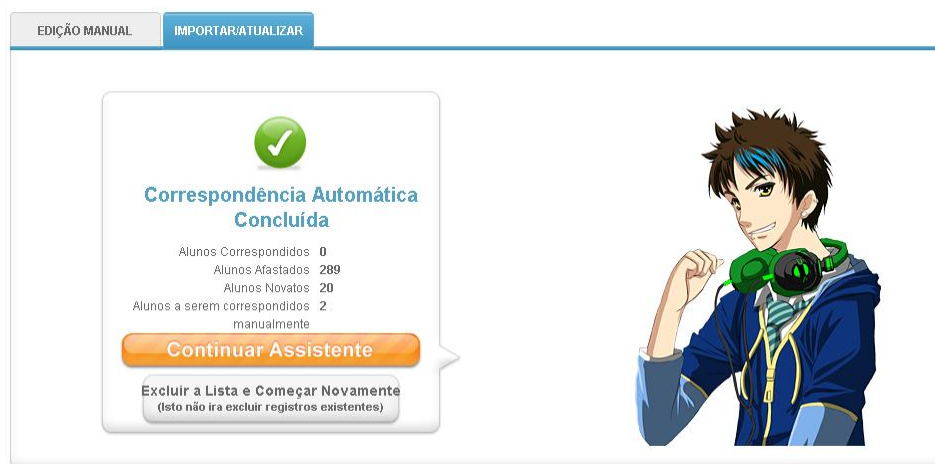 EDIÇÃO MANUAL
IMPORTAR/ATUALIZAR
Correspondência Automática
Concluída
Alunos Correspondidos 0
Alunos Afastados 289
Alunos Novatos 20
Alunos a serem correspondidos 2
manualmente
Continuar Assistente
Excluir a Lista e Começar Novamente
(Isto não ira excluir registros existentes)